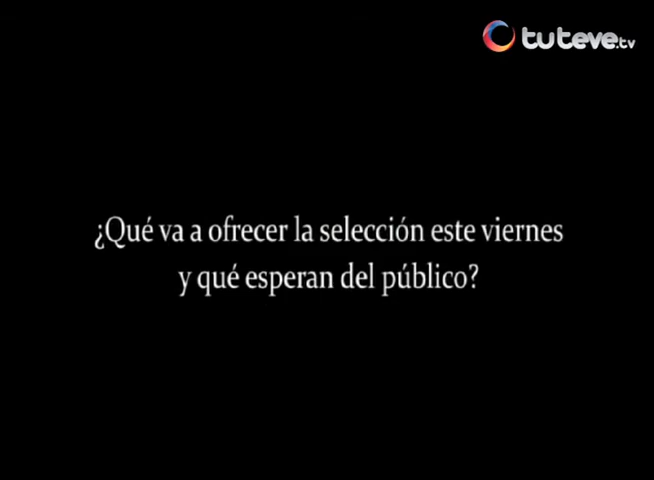 tuteve.tv
¿Qué va a ofrecer la selección este viernes
y qué esperan del público?